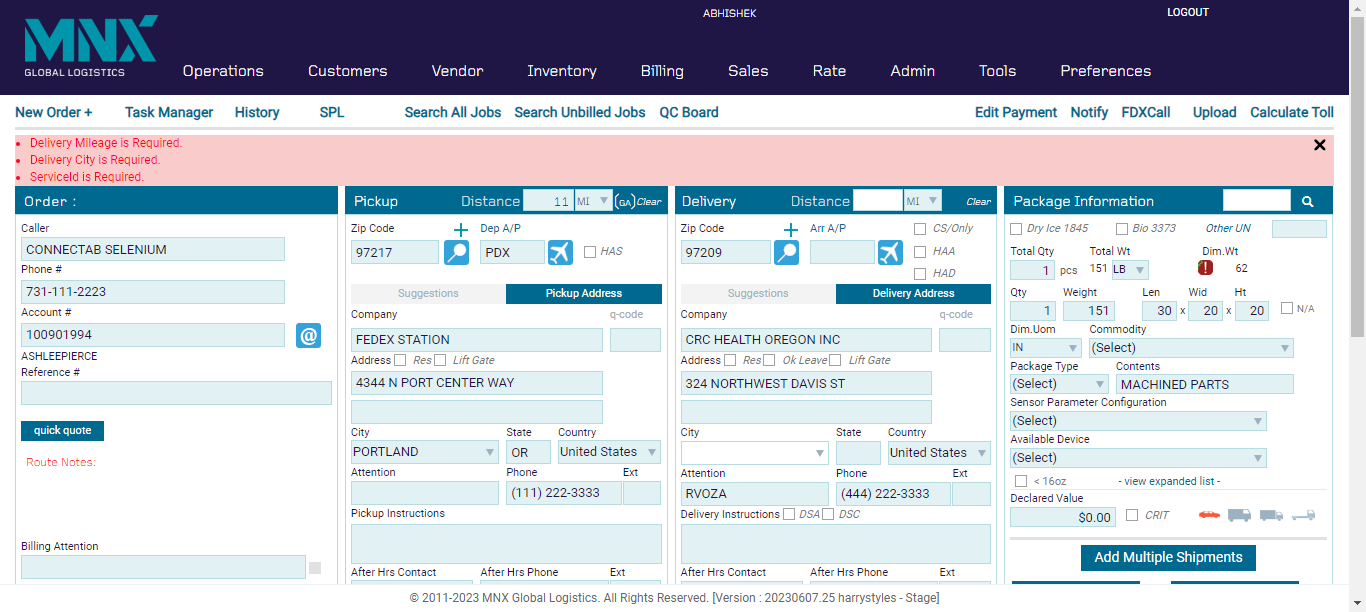 ABHISHEK LOGOUT
MNX
GLOBAL LOGISTICS
Operations Customers Vendor Inventory Billing Sales Rate Admin Tools Preferences
New Order + Task Manager History SPL Search All Jobs Search Unbilled Jobs QC Board Edit Payment Notify FDXCall Upload Calculate Toll
Delivery Mileage is Required.
Delivery City is Required.
ServiceId is Required.
Order :
Caller
CONNECTAB SELENIUM
Phone #
731-111-2223
Account #
100901994
@
ASHLEEPIERCE
Reference #
quick quote
Route Notes:
Billing Attention
Pickup Distance 11 MI (GA) Clear
Zip Code + Dep A/P
97217 PDX HAS
Suggestions Pickup Address
Company q-code
FEDEX STATION
Address Res Lift Gate
4344 N PORT CENTER WAY
City State Country
PORTLAND OR United States
Attention Phone Ext
(111) 222-3333
Pickup Instructions
After Hrs Contact After Hrs Phone Ext
Delivery Distance MI Clear
Zip Code + Arr A/P CS/Only
97209 HAA
HAD
Suggestions Delivery Address
Company q-code
CRC HEALTH OREGON INC
Address Res Ok Leave Lift Gate
324 NORTHWEST DAVIS ST
City State Country
United States
Attention Phone Ext
RVOZA (444) 222-3333
Delivery Instructions DSA DSC
After Hrs Contact After Hrs Phone Ext
Package Information
Dry Ice 1845 Bio 3373 Other UN
Total Qty Total Wt Dim.Wt
1 pcs 151 LB ! 62
Qty Weight Len Wid Ht
1 151 30 x 20 x 20 N/A
Dim.Uom Commodity
IN (Select)
Package Type Contents
(Select) MACHINED PARTS
Sensor Parameter Configuration
(Select)
Available Device
(Select)
< 16oz - view expanded list -
Declared Value
$0.00 CRIT
Add Multiple Shipments
© 2011-2023 MNX Global Logistics. All Rights Reserved. [Version : 20230607.25 harrystyles - Stage]